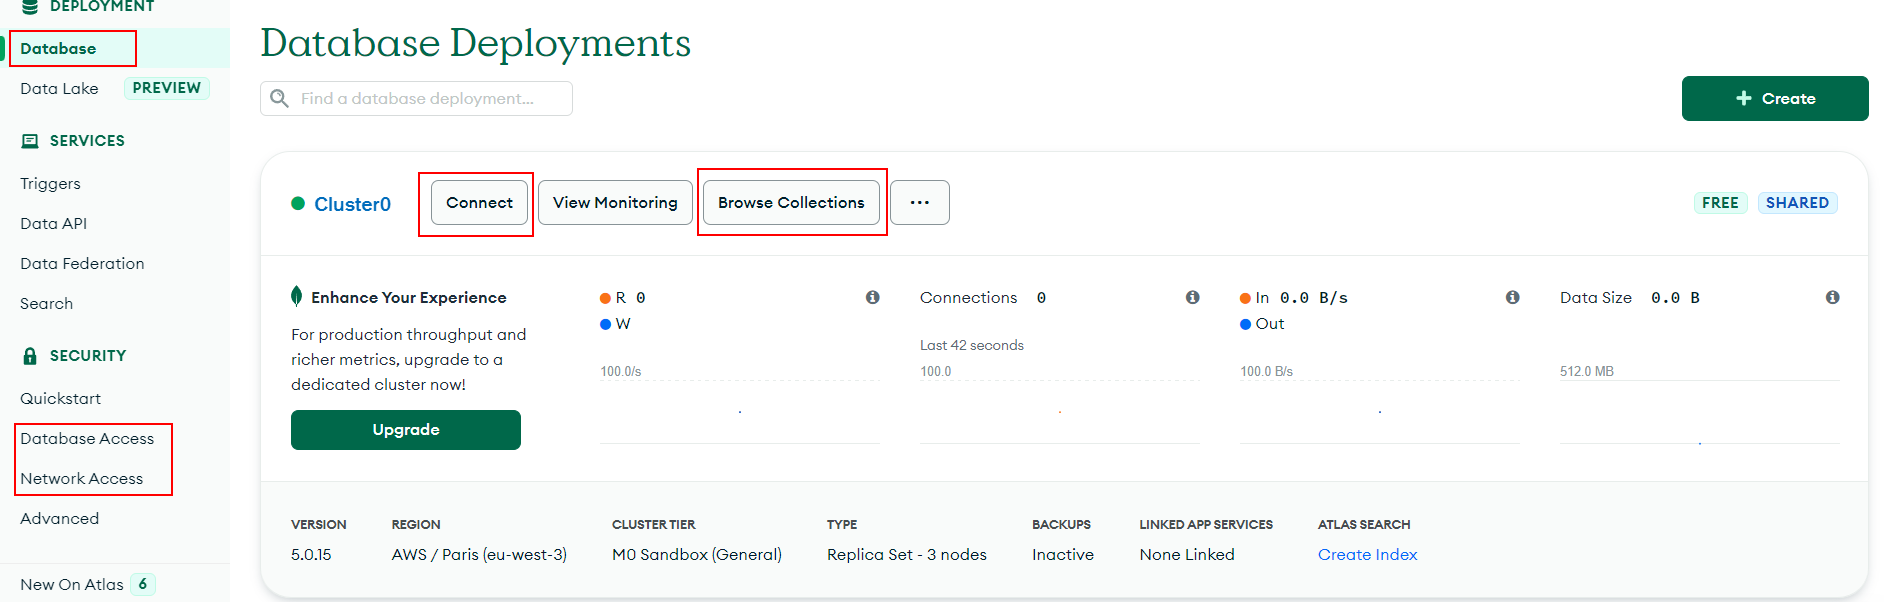 DEPLOYMENT
Database
Data Lake PREVIEW
SERVICES
Triggers
Data API
Data Federation
Search
SECURITY
Quickstart
Database Access
Network Access
Advanced
New On Atlas 6
Database Deployments
Find a database deployment...
+ Create
Cluster0 Connect View Monitoring Browse Collections ... FREE SHARED
Enhance Your Experience
For production throughput and
richer metrics, upgrade to a
dedicated cluster now!
Upgrade
R 0
W
100.0/s
Connections 0
Last 42 seconds
100.0
In 0.0 B/s
Out
100.0 B/s
Data Size 0.0 B
512.0 MB
VERSION REGION CLUSTER TIER TYPE BACKUPS LINKED APP SERVICES ATLAS SEARCH
5.0.15 AWS / Paris (eu-west-3) M0 Sandbox (General) Replica Set - 3 nodes Inactive None Linked Create Index